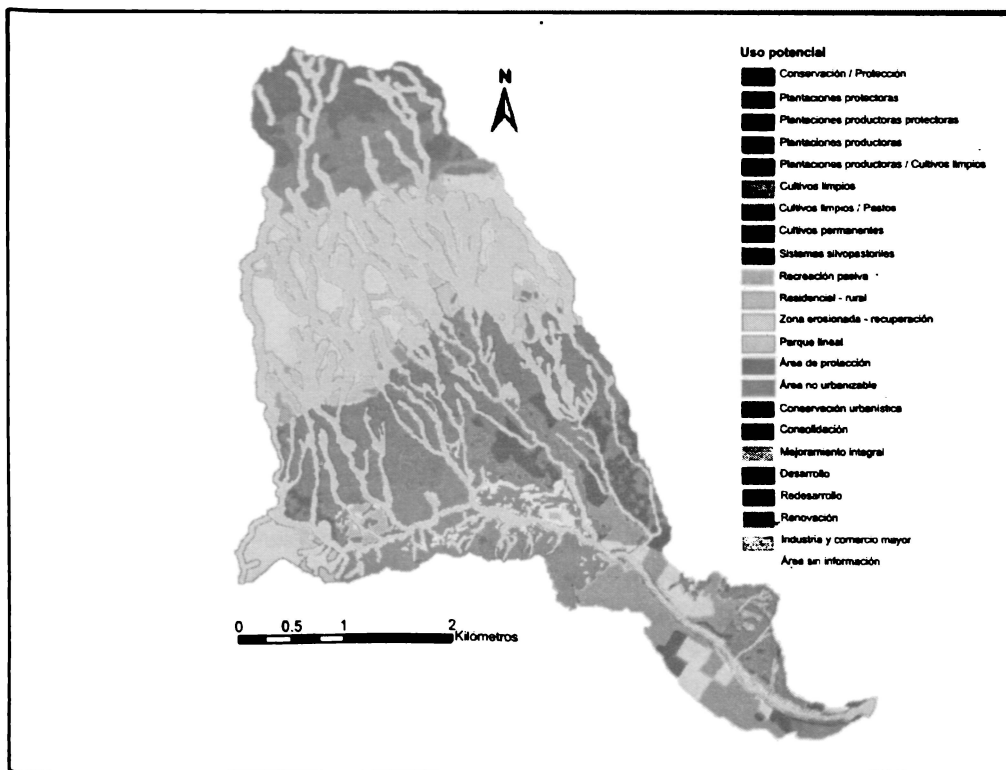 Uso potencial
Conservación / Protección
Plantaciones protectoras
Plantaciones productoras protectoras
Plantaciones productoras
Plantaciones productoras / Cultivos limpios
Cultivos limpios
Cultivos limpios / Pastos
Cultivos permanentes
Sistemas silvopastoriles
Recreación pasiva
Residencial - rural
Zona erosionada - recuperación
Parque lineal
Área de protección
Área no urbanizable
Conservación urbanística
Consolidación
Mejoramiento integral
Desarrollo
Redesarrollo
Renovación
Industria y comercio mayor
Área sin información
N
0 0.5 1 2
Kilómetros